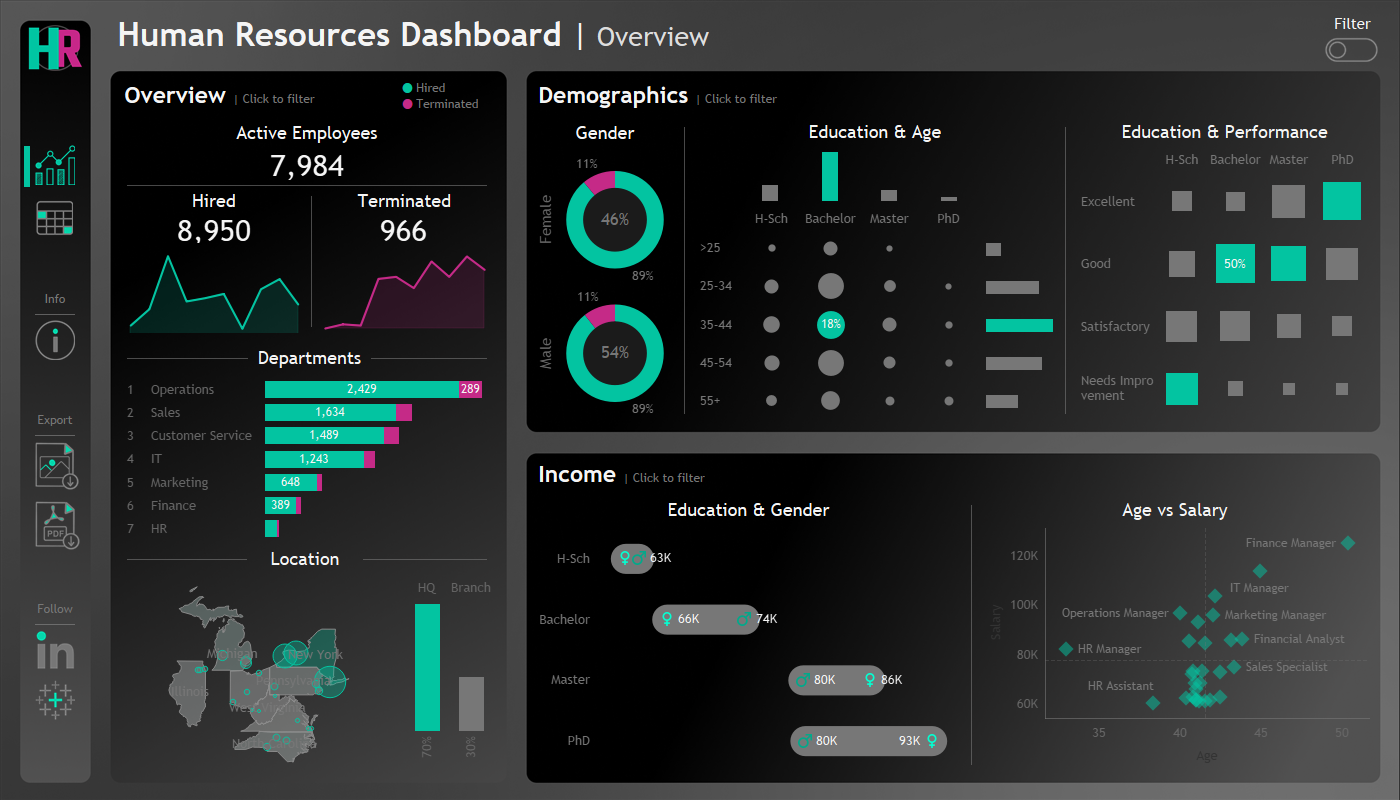 HR
Human Resources Dashboard | Overview
Filter
Info
Export
PDF
Follow
in
Overview | Click to filter
Hired
Terminated
Active Employees
7,984
Hired
8,950
Terminated
966
Departments
1 Operations 2,429 289
2 Sales 1,634
3 Customer Service 1,489
4 IT 1,243
5 Marketing 648
6 Finance 389
7 HR
Location
HQ Branch
Michigan
New York
Illinois
Pennsylvania
West Virginia
North Carolina
70% 30%
Demographics | Click to filter
Gender
Female
11%
46%
89%
Male
11%
54%
89%
Education & Age
H-Sch Bachelor Master PhD
>25
25-34
35-44 18%
45-54
55+
Education & Performance
H-Sch Bachelor Master PhD
Excellent
Good 50%
Satisfactory
Needs Impro
vement
Income | Click to filter
Education & Gender
H-Sch 63K
Bachelor 66K 74K
Master 80K 86K
PhD 80K 93K
Age vs Salary
Salary
120K
100K
80K
60K
Finance Manager
IT Manager
Operations Manager
Marketing Manager
Financial Analyst
HR Manager
Sales Specialist
HR Assistant
35 40 45 50
Age